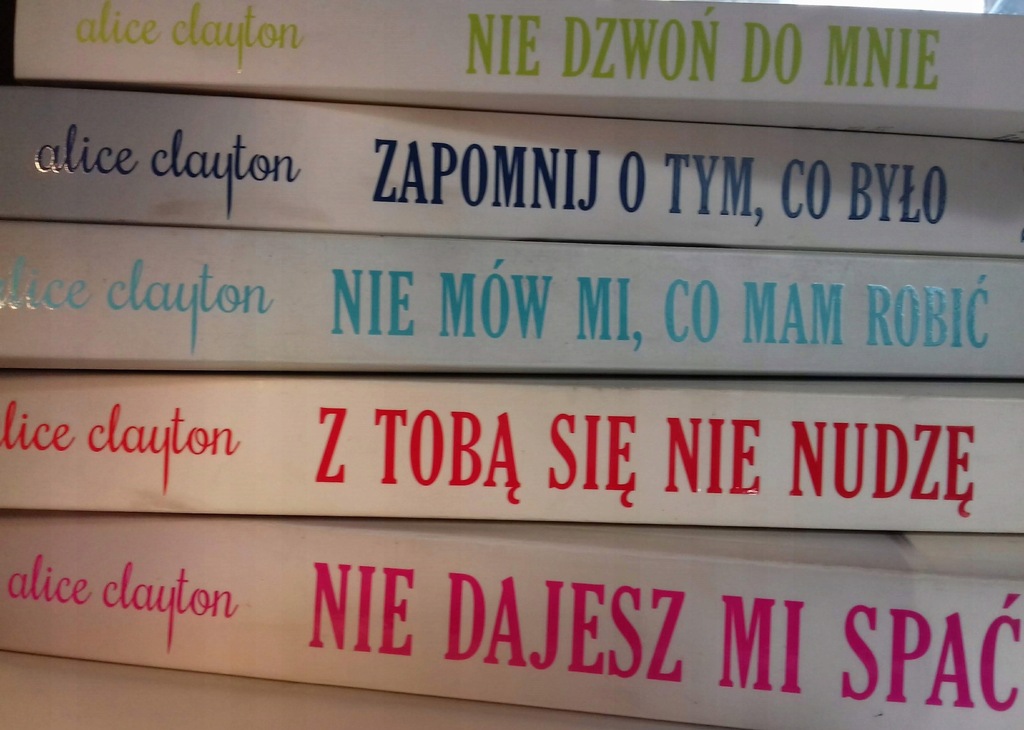 alice clayton NIE DZWOŃ DO MNIE
alice clayton ZAPOMNIJ O TYM, CO BYŁO
alice clayton NIE MÓW MI, CO MAM ROBIĆ
alice clayton Z TOBĄ SIĘ NIE NUDZĘ
alice clayton NIE DAJESZ MI SPAĆ